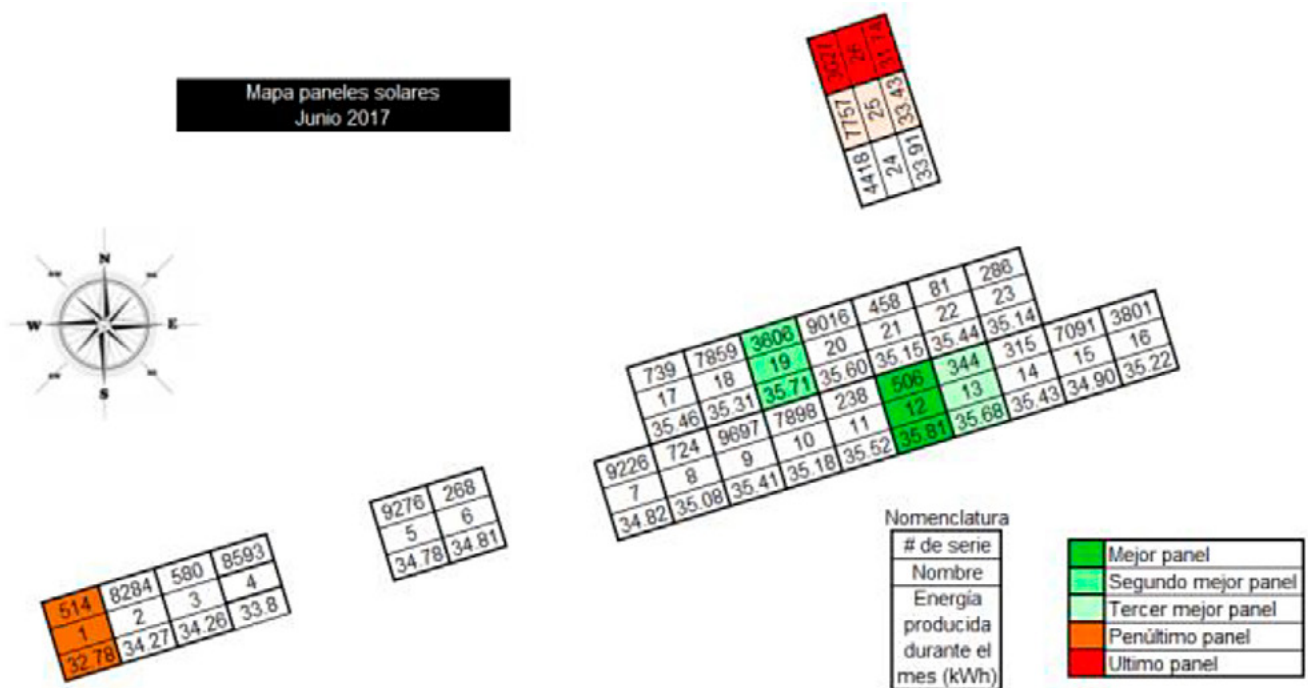 Mapa paneles solares
Junio 2017
3027 26 31.74
7757 25 33.43
4418 24 33.91
N
W E
S
739 7859 3606 9016 458 81 286
17 18 19 20 21 22 23
35.46 35.31 35.71 35.60 35.15 35.44 35.14
9226 724 9697 7898 238 506 344 315 7091 3801
7 8 9 10 11 12 13 14 15 16
34.82 35.08 35.41 35.18 35.52 35.81 35.68 35.43 34.90 35.22
9276 268
5 6
34.78 34.81
514 8284 580 8593
1 2 3 4
32.78 34.27 34.26 33.8
Nomenclatura
# de serie
Nombre
Energía
producida
durante el
mes (kWh)
Mejor panel
Segundo mejor panel
Tercer mejor panel
Penúltimo panel
Ultimo panel